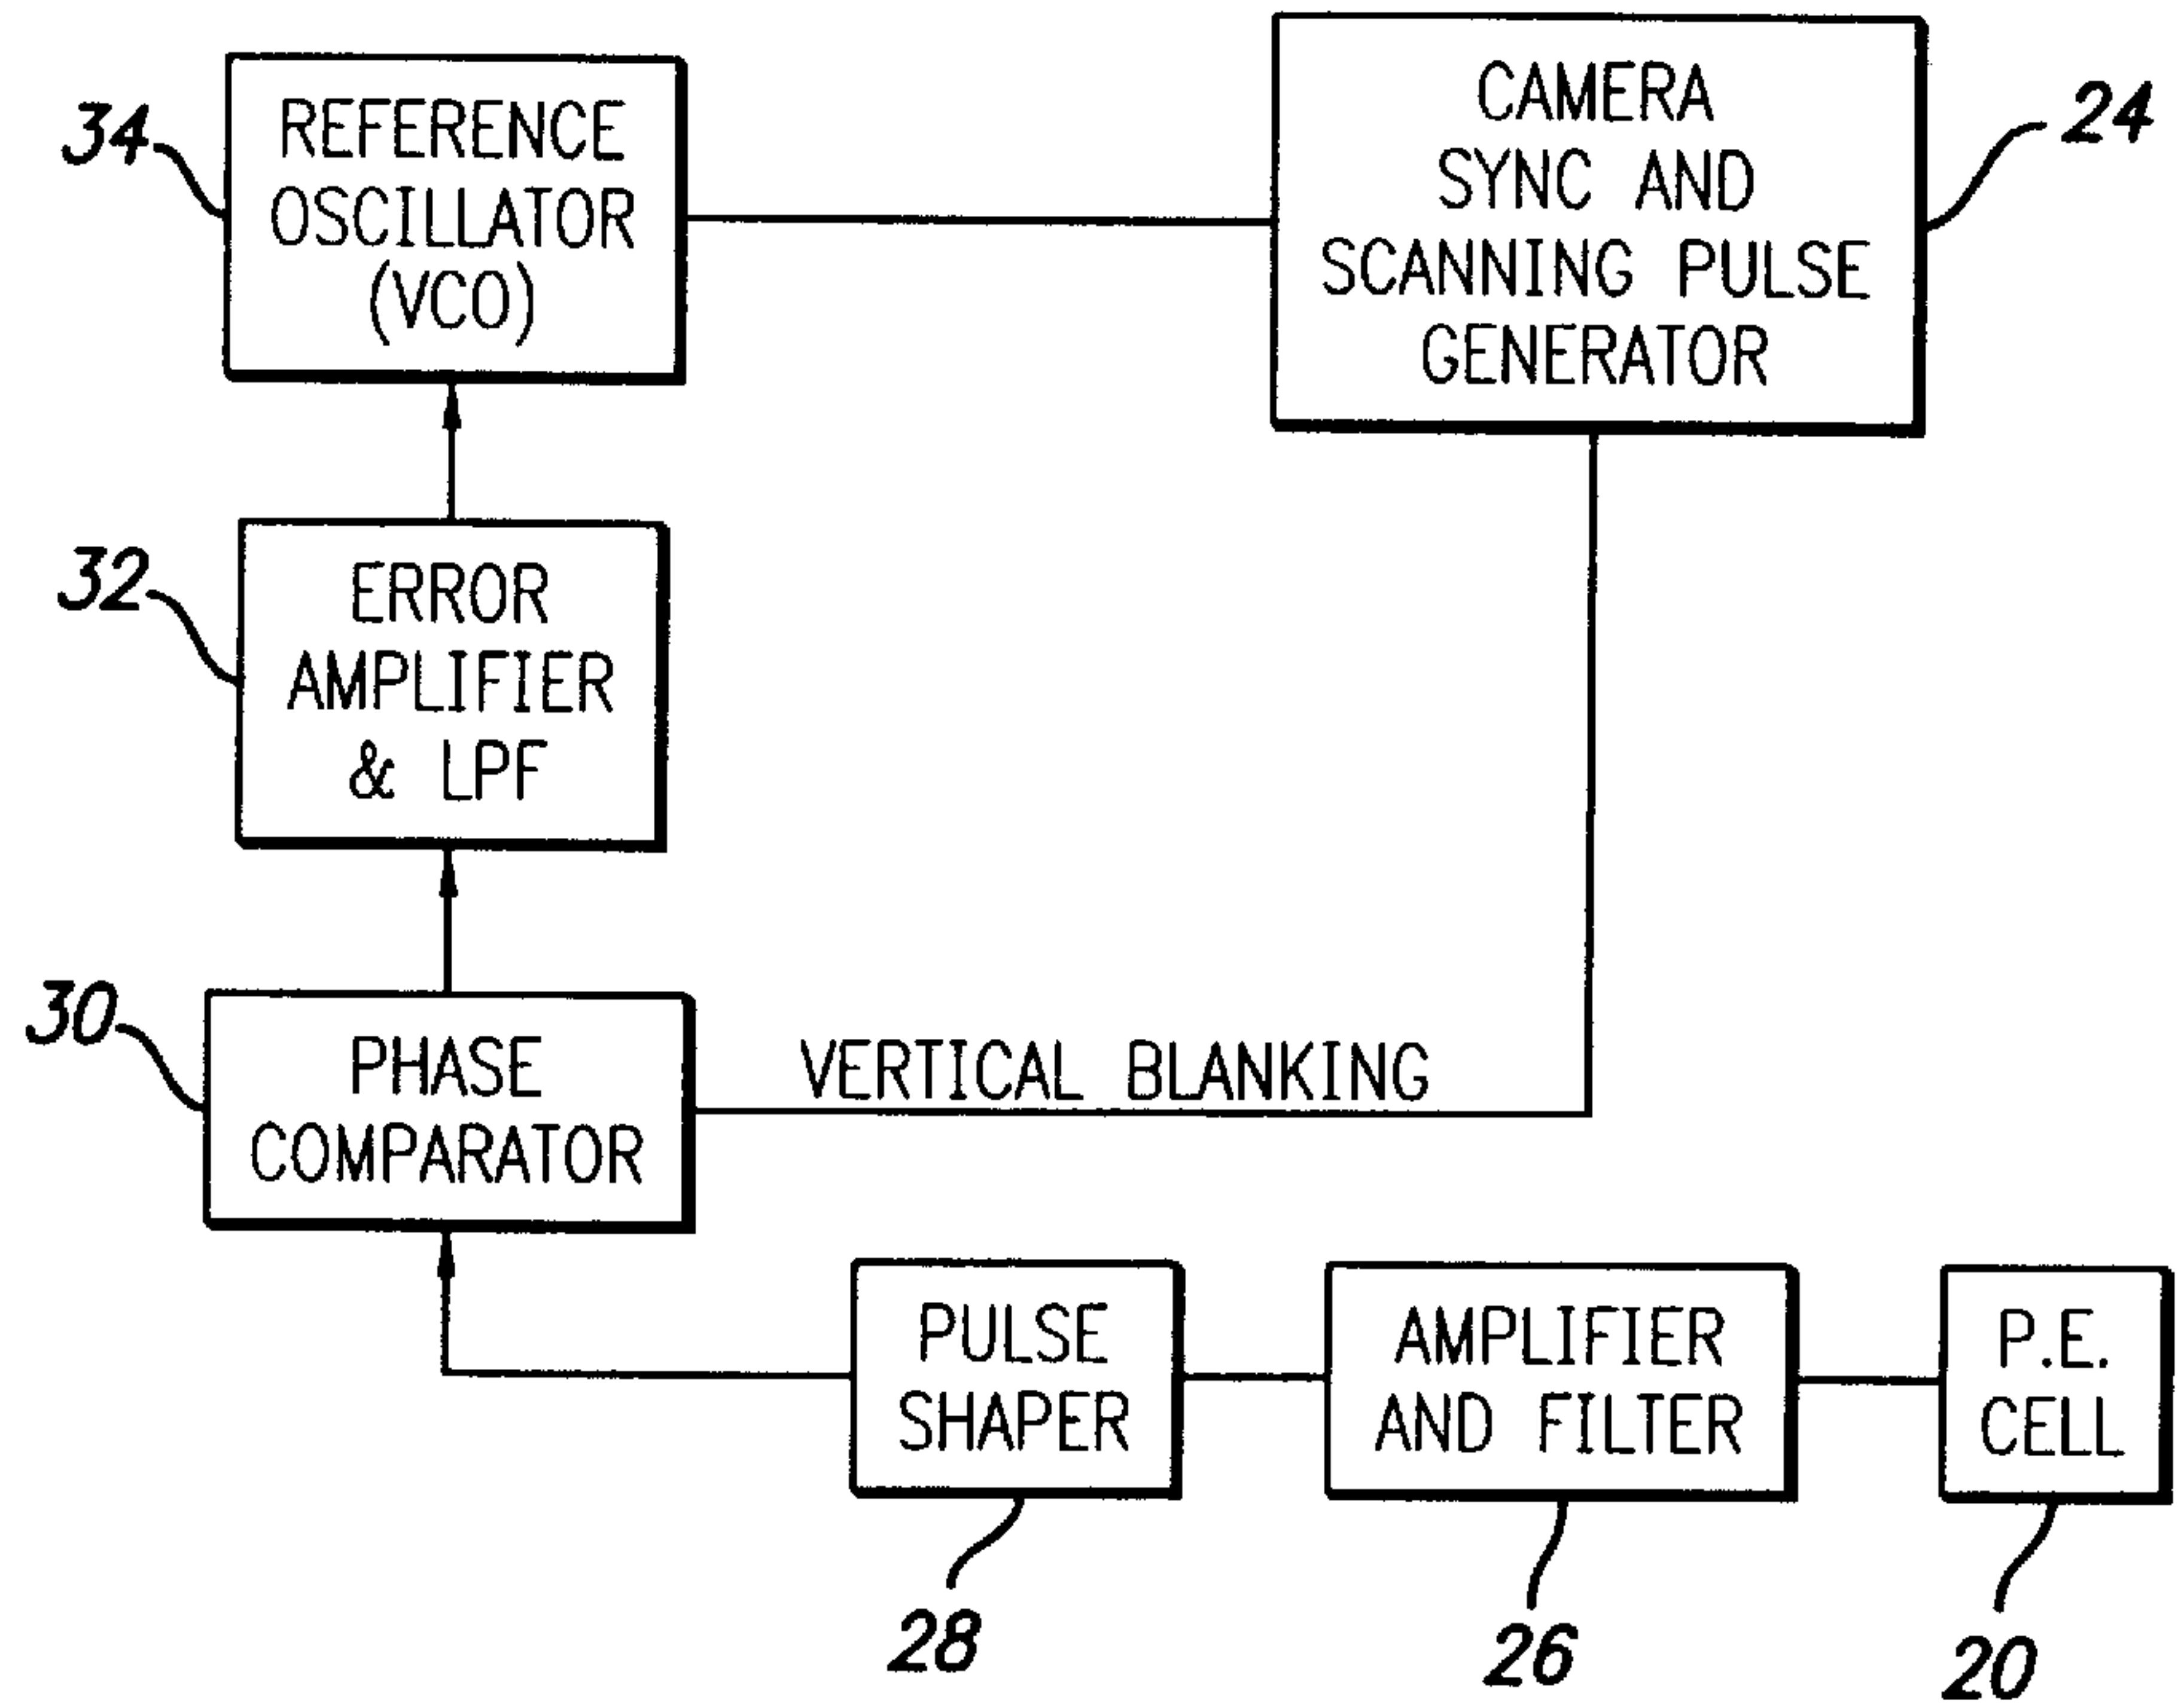 34
REFERENCE
OSCILLATOR
(VCO)
CAMERA
SYNC AND
SCANNING PULSE
GENERATOR
24
32
ERROR
AMPLIFIER
& LPF
30
PHASE
COMPARATOR
VERTICAL BLANKING
PULSE
SHAPER
AMPLIFIER
AND FILTER
P.E.
CELL
28
26
20